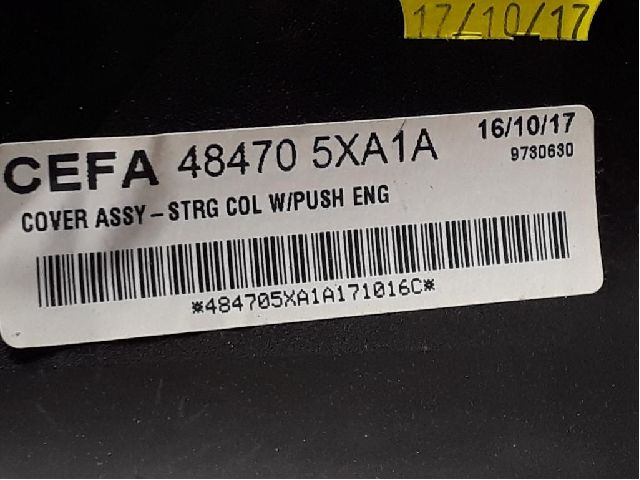 17/10/17
CEFA 48470 5XA1A 16/10/17
9730630
COVER ASSY-STRG COL W/PUSH ENG
*484705XA1A171016C*